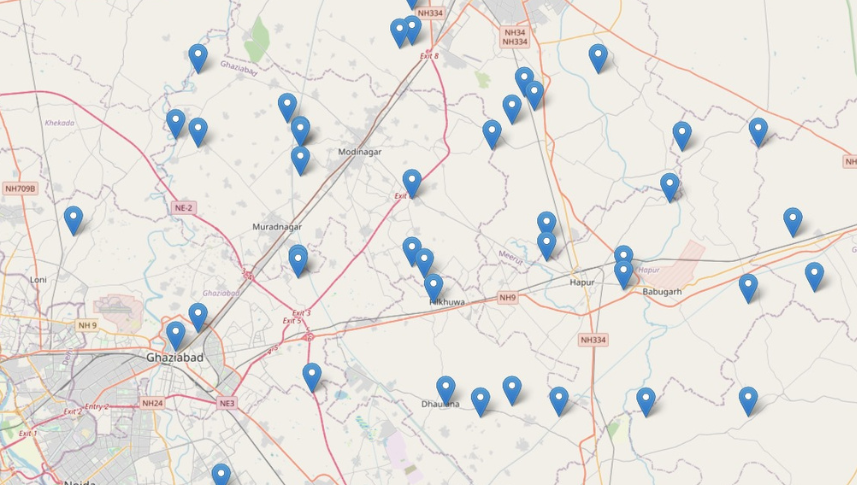 NH334
NH34
NH334
Exit 8
Ghaziabad
Khekada
Modinagar
NH709B
NE-2
Exit
Muradnagar
Meerut
Loni
Ghaziabad
Hapur
Hapur
Babugarh
Pilkhuwa
NH9
Exit 3
Exit 5
NH 9
NH334
Ghaziabad
NH24
NE3
Dhaulana
Exit 2
Entry 2
Exit 1
Noida